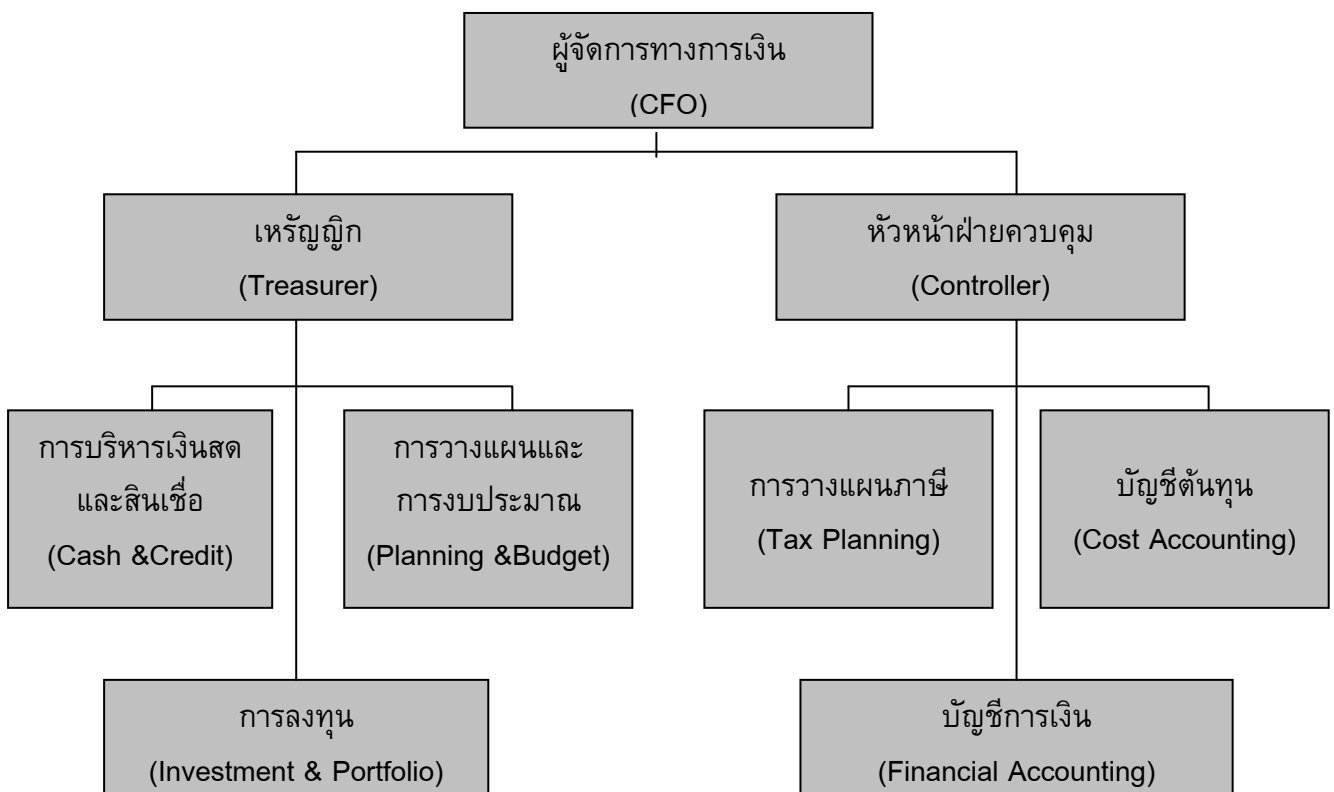 ผู้จัดการทางการเงิน
(CFO)
เหรัญญิก
(Treasurer)
หัวหน้าฝ่ายควบคุม
(Controller)
การบริหารเงินสด
และสินเชื่อ
(Cash &Credit)
การวางแผนและ
การงบประมาณ
(Planning &Budget)
การวางแผนภาษี
(Tax Planning)
บัญชีต้นทุน
(Cost Accounting)
การลงทุน
(Investment & Portfolio)
บัญชีการเงิน
(Financial Accounting)